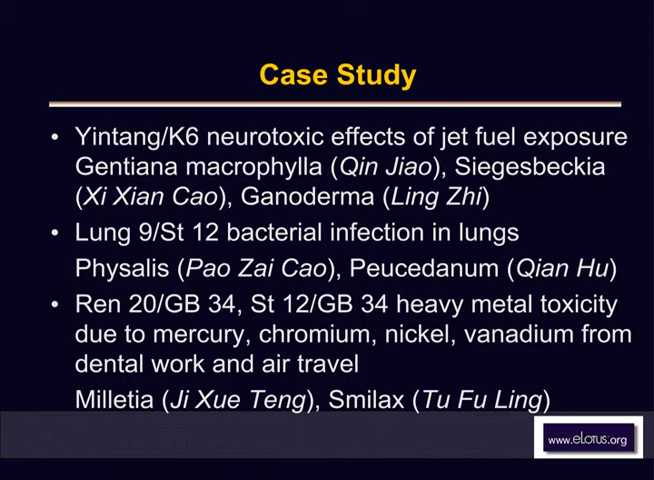 Case Study
• Yintang/K6 neurotoxic effects of jet fuel exposure
Gentiana macrophylla (Qin Jiao), Siegesbeckia
(Xi Xian Cao), Ganoderma (Ling Zhi)
• Lung 9/St 12 bacterial infection in lungs
Physalis (Pao Zai Cao), Peucedanum (Qian Hu)
• Ren 20/GB 34, St 12/GB 34 heavy metal toxicity
due to mercury, chromium, nickel, vanadium from
dental work and air travel
Milletia (Ji Xue Teng), Smilax (Tu Fu Ling)
www.eLotus.org